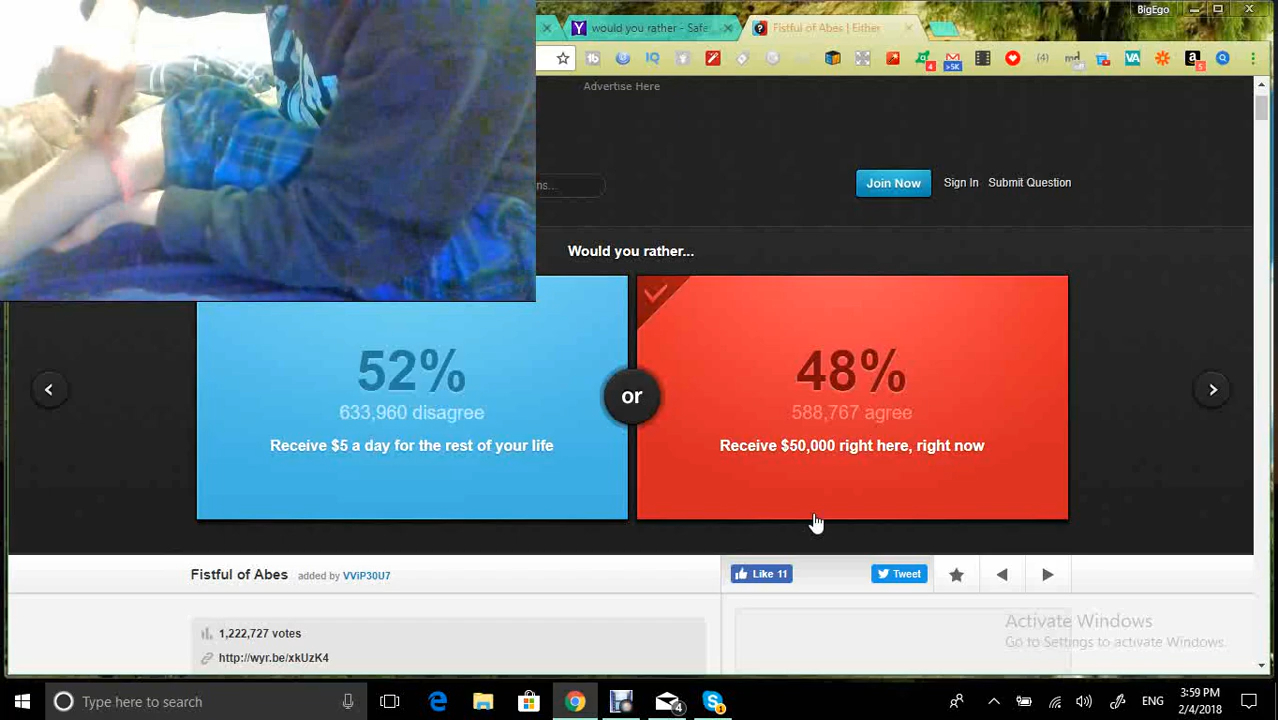 BigEgo
would you rather - Safe
Fistful of Abes | Either
Advertise Here
ns...
Join Now
Sign In
Submit Question
Would you rather...
52%
633,960 disagree
Receive $5 a day for the rest of your life
or
48%
588,767 agree
Receive $50,000 right here, right now
Fistful of Abes added by VViP30U7
Like 11
Tweet
1,222,727 votes
http://wyr.be/xkUzK4
Activate Windows
Go to Settings to activate Windows.
Type here to search
ENG
3:59 PM
2/4/2018